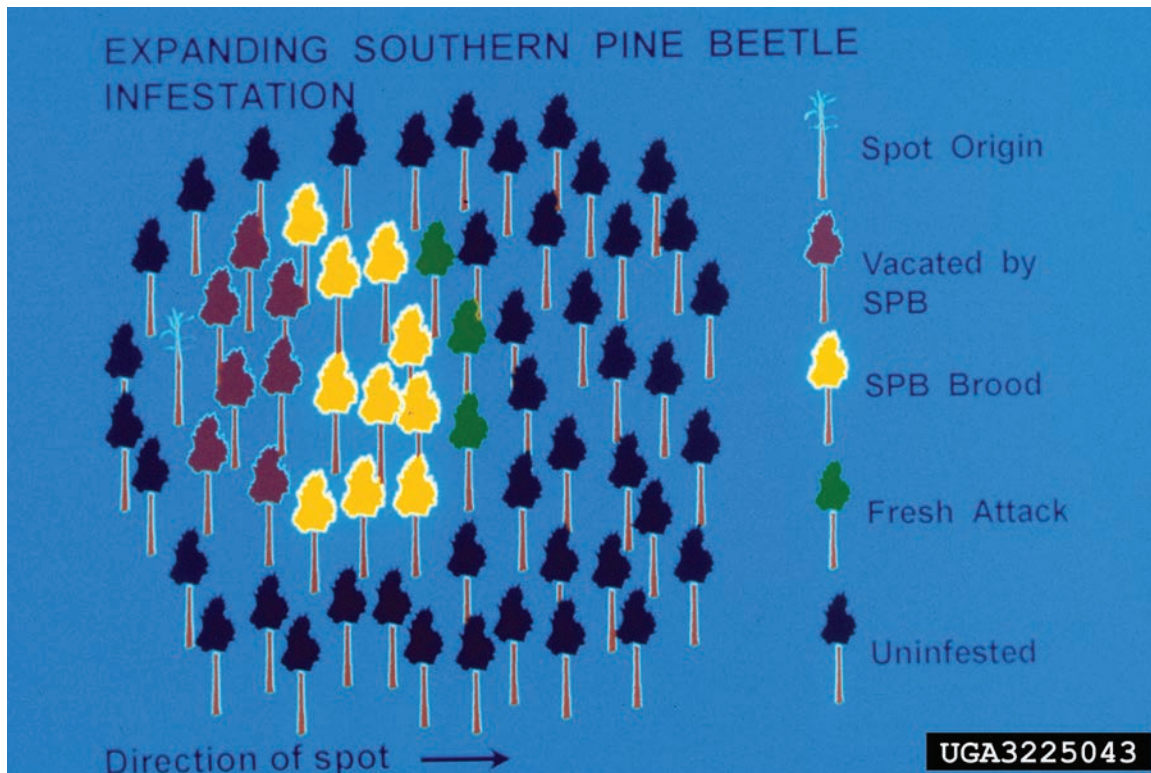 EXPANDING SOUTHERN PINE BEETLE
INFESTATION
Spot Origin
Vacated by
SPB
SPB Brood
Fresh Attack
Uninfested
Direction of spot
UGA3225043